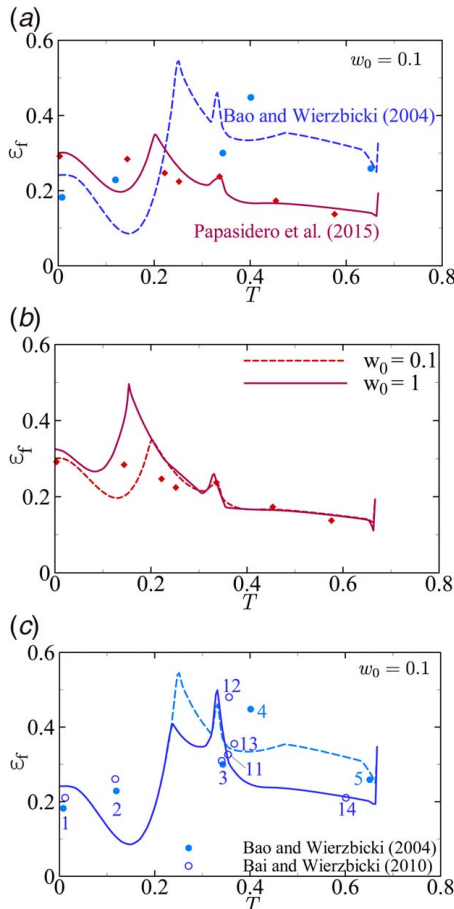 (a)
0.6
w₀ = 0.1
Bao and Wierzbicki (2004)
0.4
εf
0.2
Papasidero et al. (2015)
0
0
0.2
0.4
0.6
0.8
T
(b)
0.6
w₀ = 0.1
w₀ = 1
0.4
εf
0.2
0
0
0.2
0.4
0.6
0.8
T
(c)
0.6
w₀ = 0.1
12
4
0.4
13
εf
3
11
5
0.2
1
2
14
Bao and Wierzbicki (2004)
Bai and Wierzbicki (2010)
0
0
0.2
0.4
0.6
0.8
T